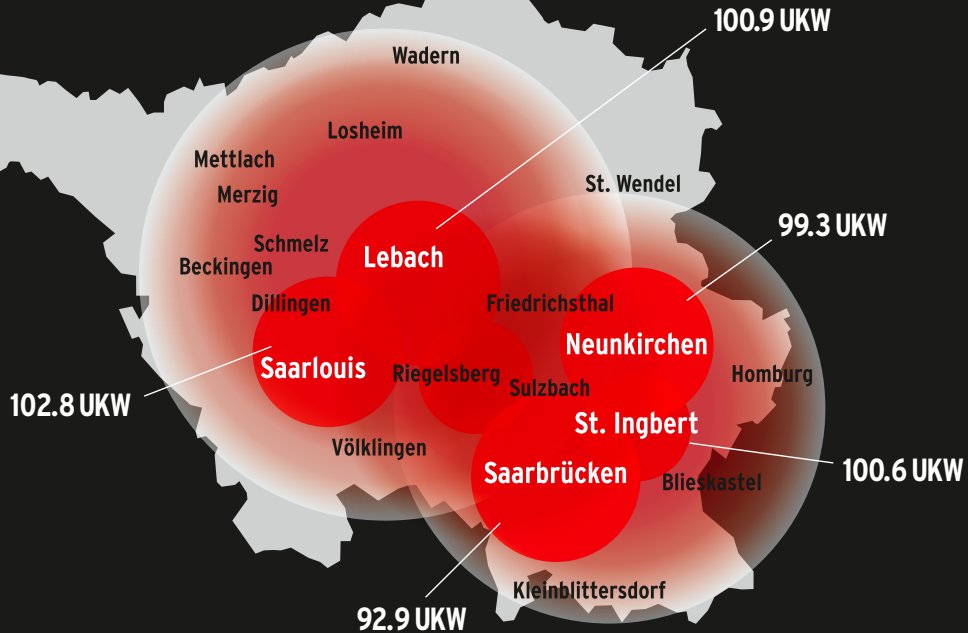 100.9 UKW
Wadern
Losheim
Mettlach
St. Wendel
Merzig
99.3 UKW
Schmelz
Lebach
Beckingen
Dillingen
Friedrichsthal
Neunkirchen
Saarlouis
Riegelsberg
Homburg
Sulzbach
102.8 UKW
St. Ingbert
Völklingen
100.6 UKW
Saarbrücken
Blieskastel
Kleinblittersdorf
92.9 UKW